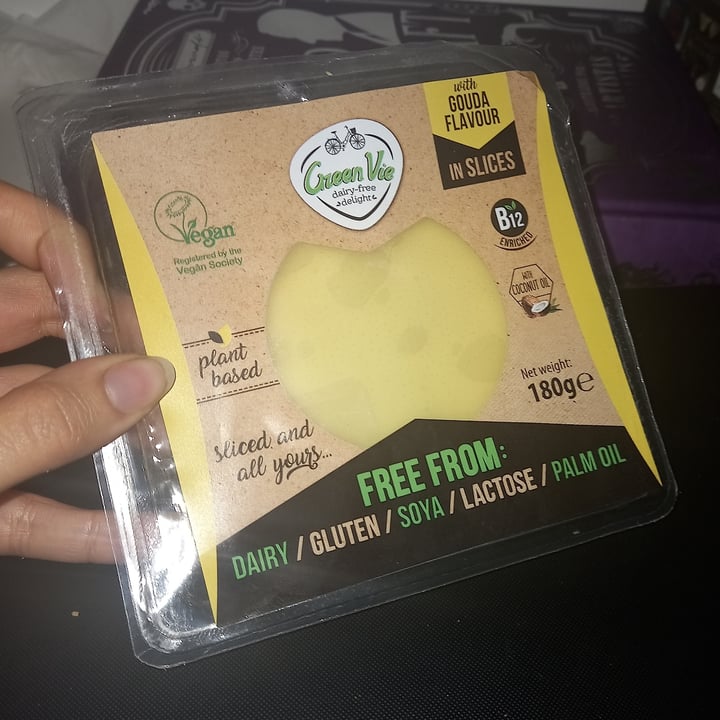 with
GOUDA
FLAVOUR
IN SLICES
Green Vie
dairy-free
delight
Vegan
Registered by the
Vegan Society
B12
ENRICHED
WITH
COCONUT OIL
plant
based
Net weight:
180g℮
sliced and
all yours...
FREE FROM:
DAIRY / GLUTEN / SOYA / LACTOSE / PALM OIL